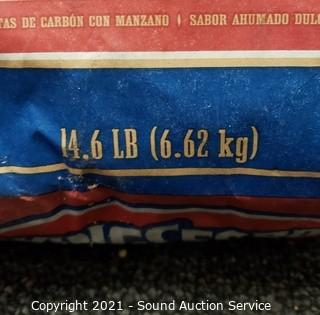 TAS DE CARBÓN CON MANZANO ♦ SABOR AHUMADO DULC
14.6 LB (6.62 kg)
Copyright 2021 - Sound Auction Service